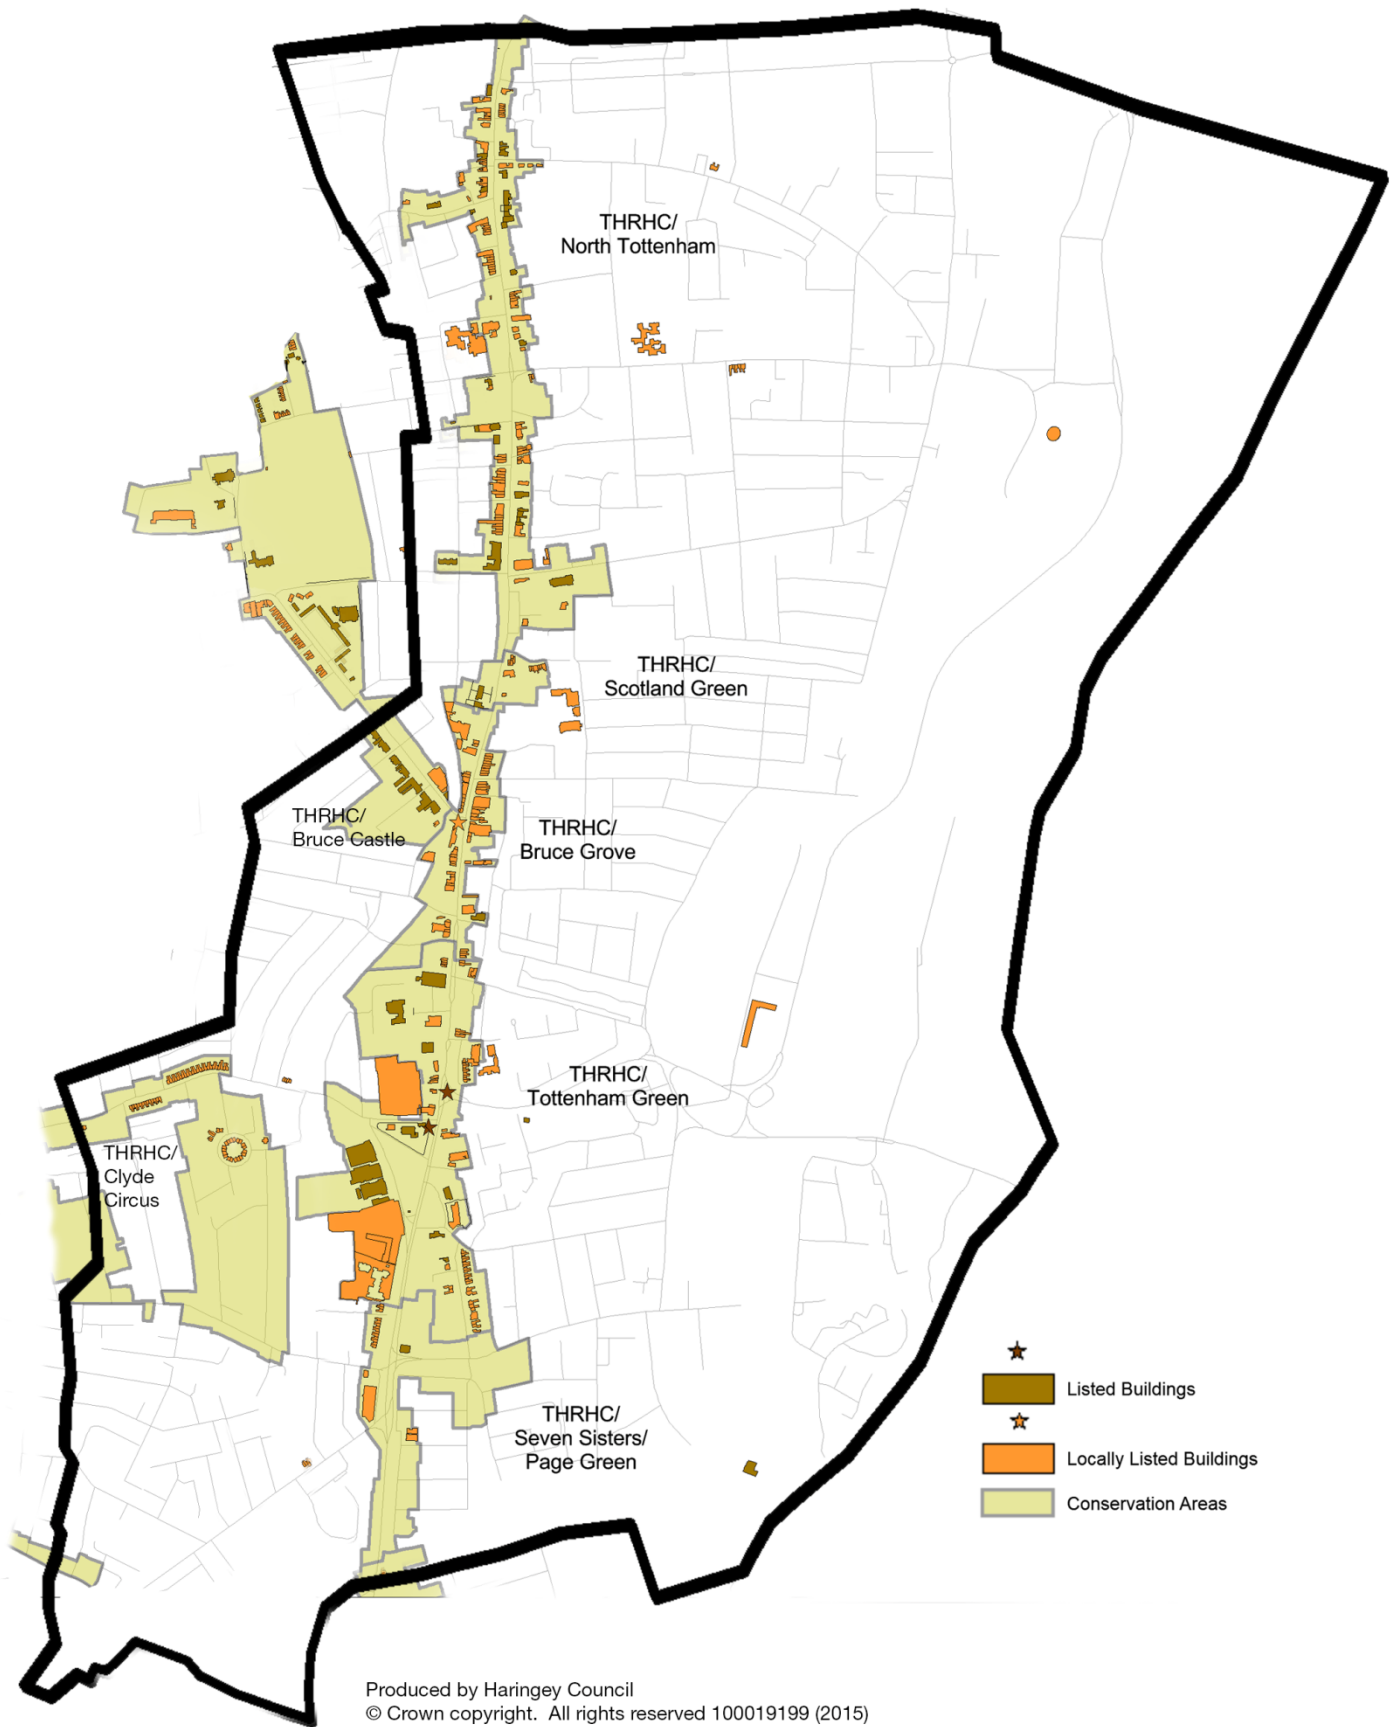 THRHC/
North Tottenham
THRHC/
Scotland Green
THRHC/
Bruce Castle
THRHC/
Bruce Grove
THRHC/
Tottenham Green
THRHC/
Clyde
Circus
THRHC/
Seven Sisters/
Page Green
Listed Buildings
Locally Listed Buildings
Conservation Areas
Produced by Haringey Council
© Crown copyright. All rights reserved 100019199 (2015)